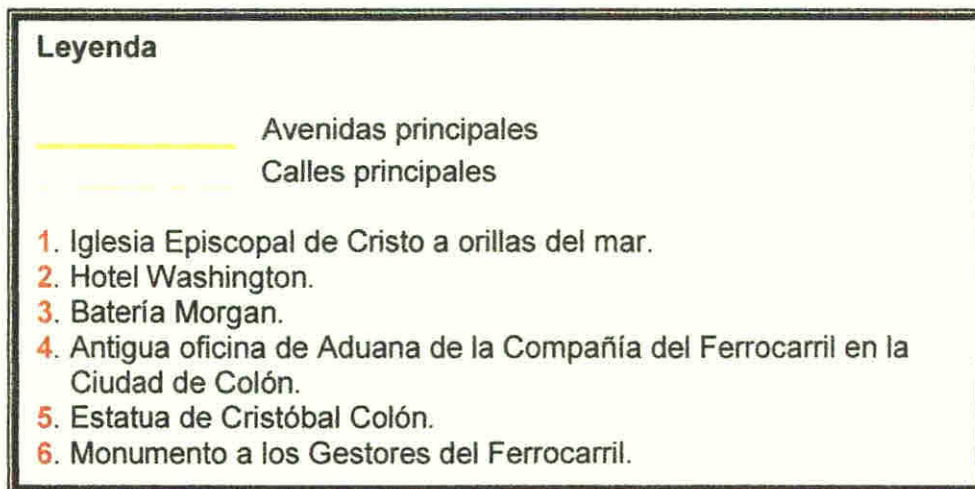 Leyenda
Avenidas principales
Calles principales
1. Iglesia Episcopal de Cristo a orillas del mar.
2. Hotel Washington.
3. Batería Morgan.
4. Antigua oficina de Aduana de la Compañía del Ferrocarril en la
Ciudad de Colón.
5. Estatua de Cristóbal Colón.
6. Monumento a los Gestores del Ferrocarril.